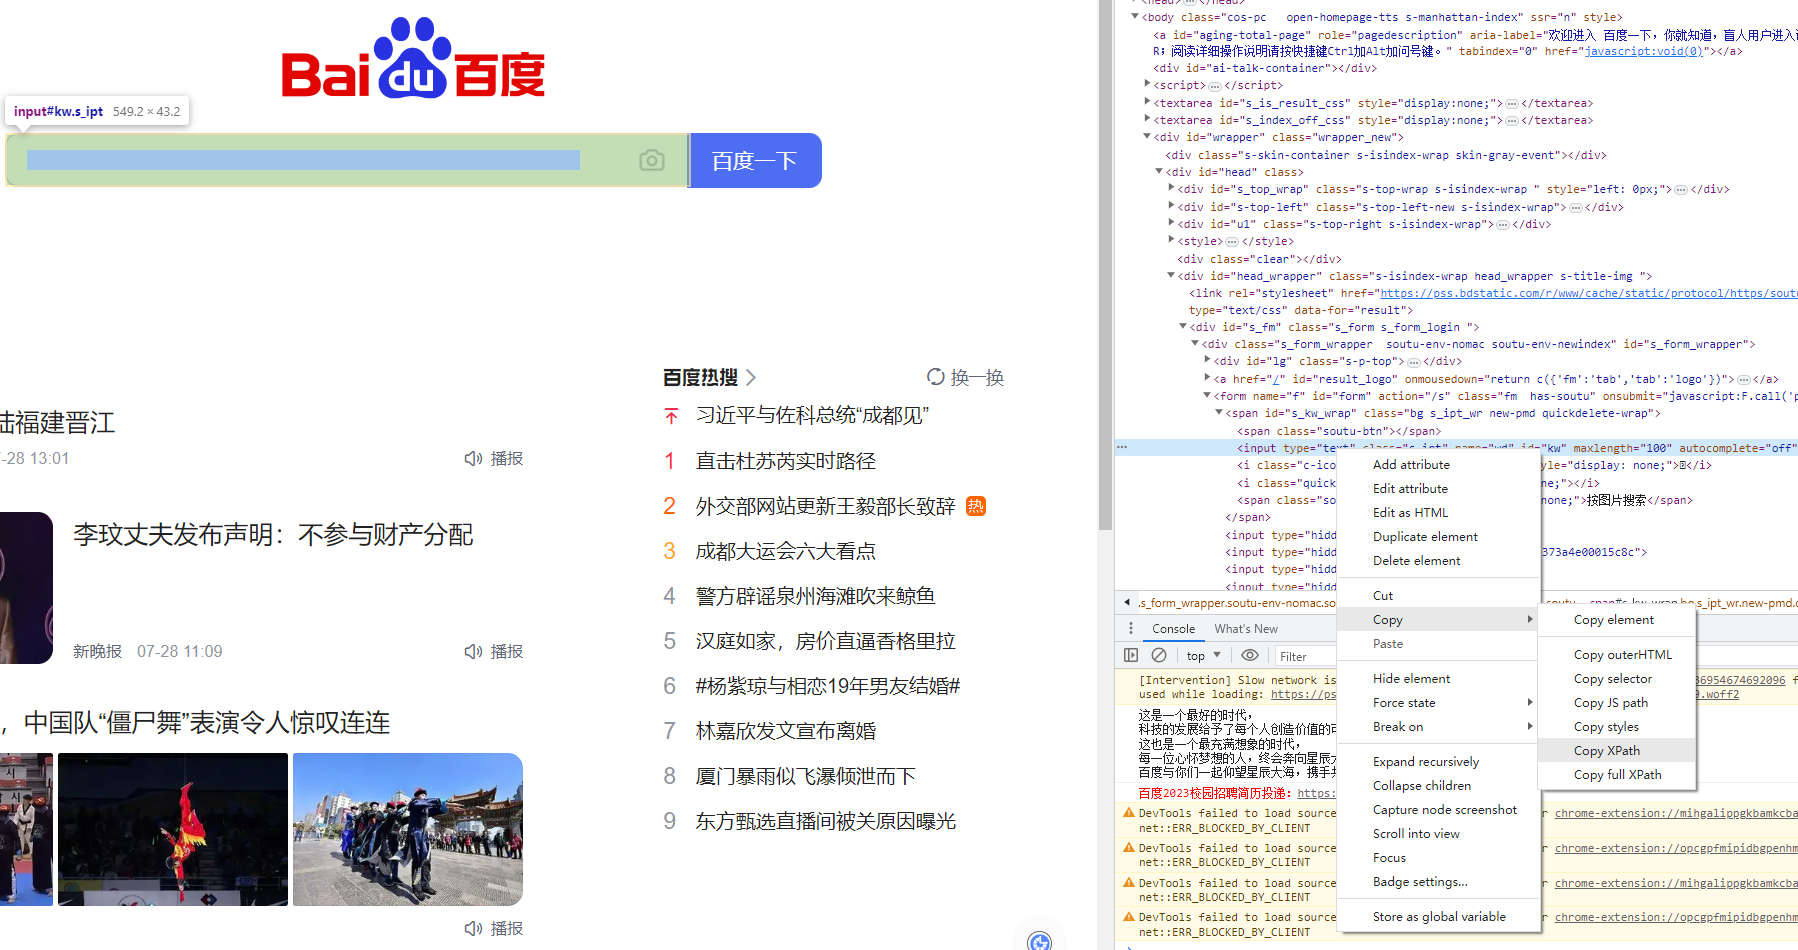 Bai du 百度
input#kw.s_ipt 549.2 × 43.2
百度一下
百度热搜
换一换
习近平与佐科总统“成都见”
1 直击杜苏芮实时路径
2 外交部网站更新王毅部长致辞 热
3 成都大运会六大看点
4 警方辟谣泉州海滩吹来鲸鱼
5 汉庭如家，房价直逼香格里拉
6 #杨紫琼与相恋19年男友结婚#
7 林嘉欣发文宣布离婚
8 厦门暴雨似飞瀑倾泄而下
9 东方甄选直播间被关原因曝光
陆福建晋江
-28 13:01
播报
李玟丈夫发布声明：不参与财产分配
新晚报 07-28 11:09
播报
，中国队“僵尸舞”表演令人惊叹连连
播报
<body class="cos-pc   open-homepage-tts s-manhattan-index" ssr="n" style>
<a id="aging-total-page" role="pagedescription" aria-label="欢迎进入 百度一下，你就知道，盲人用户进入
R；阅读详细操作说明请按快捷键Ctrl加Alt加问号键。" tabindex="0" href="javascript:void(0)"></a>
<div id="ai-talk-container"></div>
<script>…</script>
<textarea id="s_is_result_css" style="display:none;">…</textarea>
<textarea id="s_index_off_css" style="display:none;">…</textarea>
<div id="wrapper" class="wrapper_new">
<div class="s-skin-container s-isindex-wrap skin-gray-event"></div>
<div id="head" class>
<div id="s_top_wrap" class="s-top-wrap s-isindex-wrap " style="left: 0px;">…</div>
<div id="s-top-left" class="s-top-left-new s-isindex-wrap">…</div>
<div id="u1" class="s-top-right s-isindex-wrap">…</div>
<style>…</style>
<div class="clear"></div>
<div id="head_wrapper" class="s-isindex-wrap head_wrapper s-title-img ">
<link rel="stylesheet" href="https://pss.bdstatic.com/r/www/cache/static/protocol/https/soutu
type="text/css" data-for="result">
<div id="s_fm" class="s_form s_form_login ">
<div class="s_form_wrapper  soutu-env-nomac soutu-env-newindex" id="s_form_wrapper">
<div id="lg" class="s-p-top">…</div>
<a href="/" id="result_logo" onmousedown="return c({'fm':'tab','tab':'logo'})">…</a>
<form name="f" id="form" action="/s" class="fm  has-soutu" onsubmit="javascript:F.call('p
<span id="s_kw_wrap" class="bg s_ipt_wr new-pmd quickdelete-wrap">
<span class="soutu-btn"></span>
<input type="text" class="s_ipt" name="wd" id="kw" maxlength="100" autocomplete="off"
<i class="c-ico yle="display: none;"></i>
<i class="quic ne;"></i>
<span class="so none;">按图片搜索</span>
</span>
<input type="hidd
<input type="hidd 373a4e00015c8c">
<input type="hidd
<input type="hidd
Add attribute
Edit attribute
Edit as HTML
Duplicate element
Delete element
Cut
Copy
Paste
Hide element
Force state
Break on
Expand recursively
Collapse children
Capture node screenshot
Scroll into view
Focus
Badge settings...
Store as global variable
Copy element
Copy outerHTML
Copy selector
Copy JS path
Copy styles
Copy XPath
Copy full XPath
.s_form_wrapper.soutu-env-nomac.so
Console What's New
top Filter
[Intervention] Slow network is 36954674692096 f
used while loading: https://ps 9.woff2
这是一个最好的时代，
科技的发展给予了每个人创造价值的可
这也是一个最充满想象的时代，
每一位心怀梦想的人，终会奔向星辰
百度与你们一起仰望星辰大海，携手
百度2023校园招聘简历投递：https:
DevTools failed to load source r chrome-extension://mihgalippgkbamkcba
net::ERR_BLOCKED_BY_CLIENT
DevTools failed to load source r chrome-extension://opcgpfmipidbgpenhm
net::ERR_BLOCKED_BY_CLIENT
DevTools failed to load source r chrome-extension://mihgalippgkbamkcba
net::ERR_BLOCKED_BY_CLIENT
DevTools failed to load source r chrome-extension://opcgpfmipidbgpenhm
net::ERR_BLOCKED_BY_CLIENT